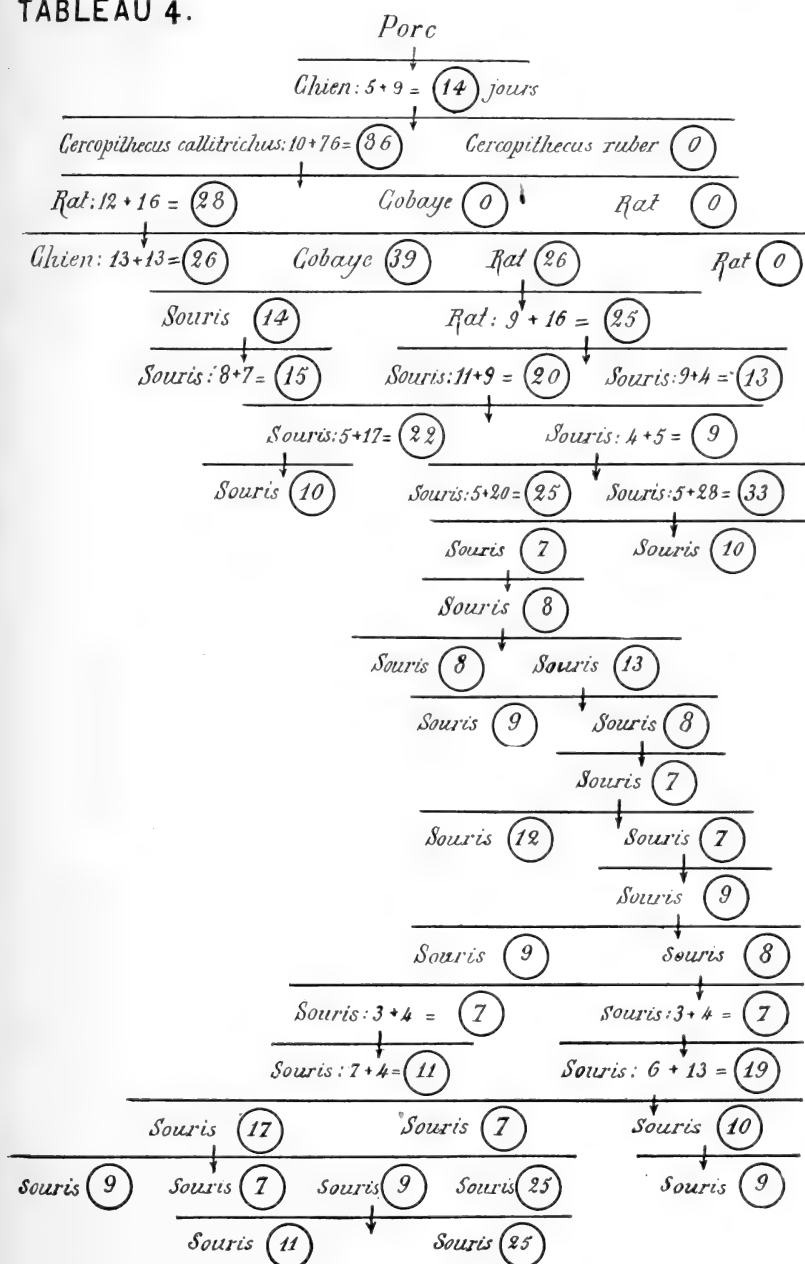 TABLEAU 4.
Porc
Chien: 5 + 9 = 14 jours
Cercopithecus callitrichus: 10 + 76 = 86 Cercopithecus ruber 0
Rat: 12 + 16 = 28 Cobaye 0 Rat 0
Chien: 13 + 13 = 26 Cobaye 39 Rat 26 Rat 0
Souris 14 Rat: 9 + 16 = 25
Souris: 8 + 7 = 15 Souris: 11 + 9 = 20 Souris: 9 + 4 = 13
Souris: 5 + 17 = 22 Souris: 4 + 5 = 9
Souris 10 Souris: 5 + 20 = 25 Souris: 5 + 28 = 33
Souris 7 Souris 10
Souris 8
Souris 8 Souris 13
Souris 9 Souris 8
Souris 7
Souris 12 Souris 7
Souris 9
Souris 9 Souris 8
Souris: 3 + 4 = 7 Souris: 3 + 4 = 7
Souris: 7 + 4 = 11 Souris: 6 + 13 = 19
Souris 17 Souris 7 Souris 10
Souris 9 Souris 7 Souris 9 Souris 25 Souris 9
Souris 11 Souris 25